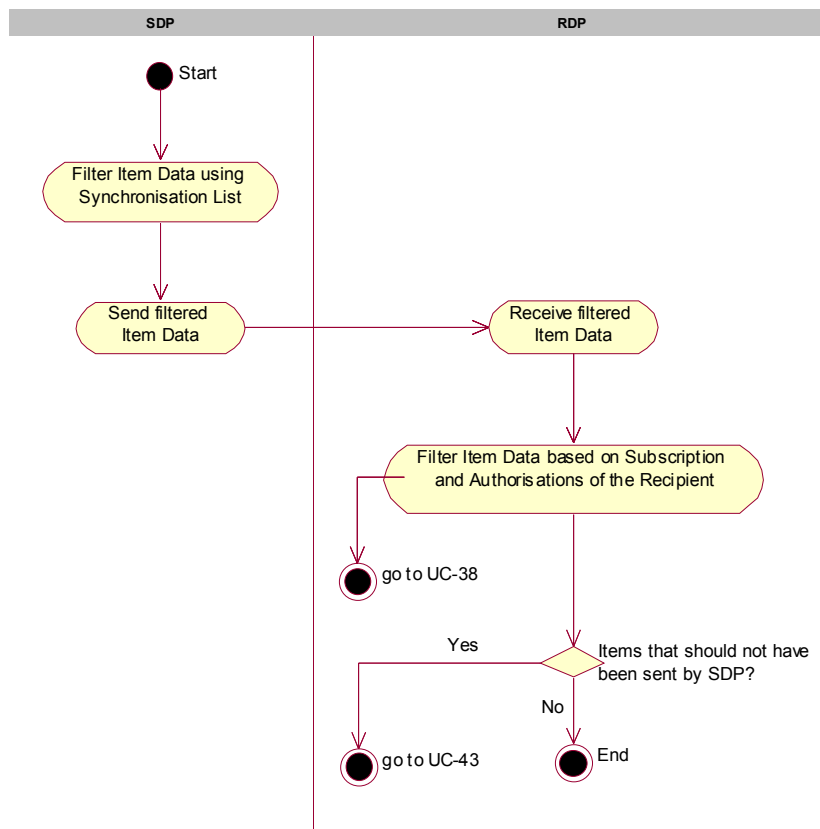 SDP
RDP
Start
Filter Item Data using
Synchronisation List
Send filtered
Item Data
Receive filtered
Item Data
Filter Item Data based on Subscription
and Authorisations of the Recipient
go to UC-38
Yes
Items that should not have
been sent by SDP?
No
go to UC-43
End